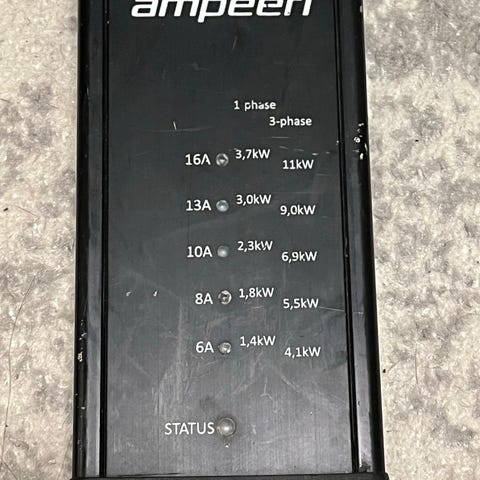 ampeeri
1 phase
3-phase
16A 3,7kW 11kW
13A 3,0kW 9,0kW
10A 2,3kW 6,9kW
8A 1,8kW 5,5kW
6A 1,4kW 4,1kW
STATUS